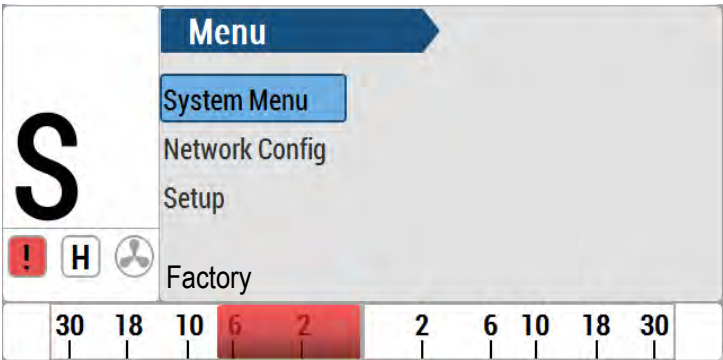 Menu
System Menu
Network Config
Setup
S
! H
Factory
30 18 10 6 2 2 6 10 18 30